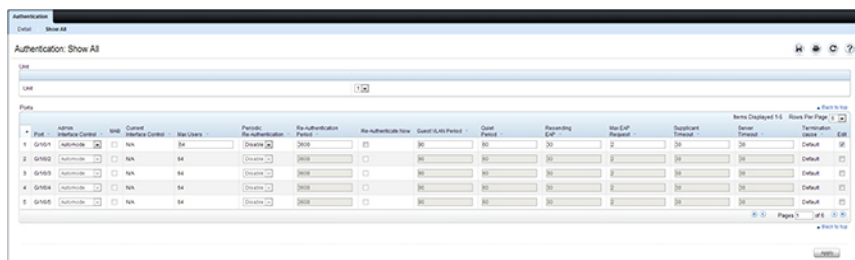 Authentication
Detail Show All
Authentication: Show All
Unit
Unit 1
Ports Back to top
Items Displayed 1-5 Rows Per Page 5
Port Admin Interface Control MAB Current Interface Control Max Users Periodic Re-Authentication Re-Authentication Period Re-Authenticate Now Guest VLAN Period Quiet Period Resending EAP Max EAP Request Supplicant Timeout Server Timeout Termination cause Edit
1 Gi1/0/1 Automode N/A 64 Disable 3600 90 60 30 2 30 30 Default
2 Gi1/0/2 Automode N/A 64 Disable 3600 90 60 30 2 30 30 Default
3 Gi1/0/3 Automode N/A 64 Disable 3600 90 60 30 2 30 30 Default
4 Gi1/0/4 Automode N/A 64 Disable 3600 90 60 30 2 30 30 Default
5 Gi1/0/5 Automode N/A 64 Disable 3600 90 60 30 2 30 30 Default
Pages 1 of 6
Back to top
Apply